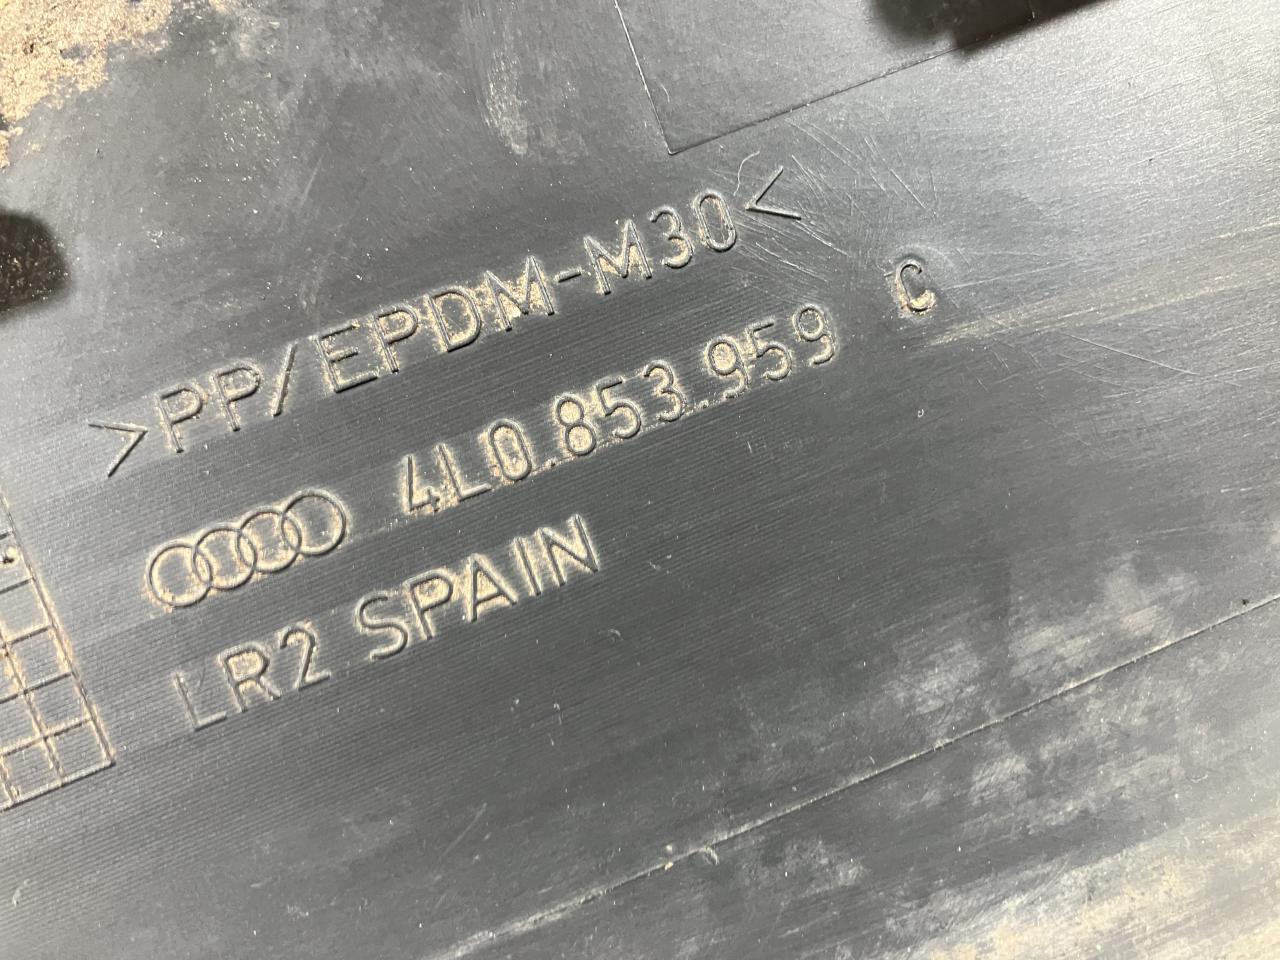 >PP/EPDM-M30<
4L0.853.959 C
LR2 SPAIN